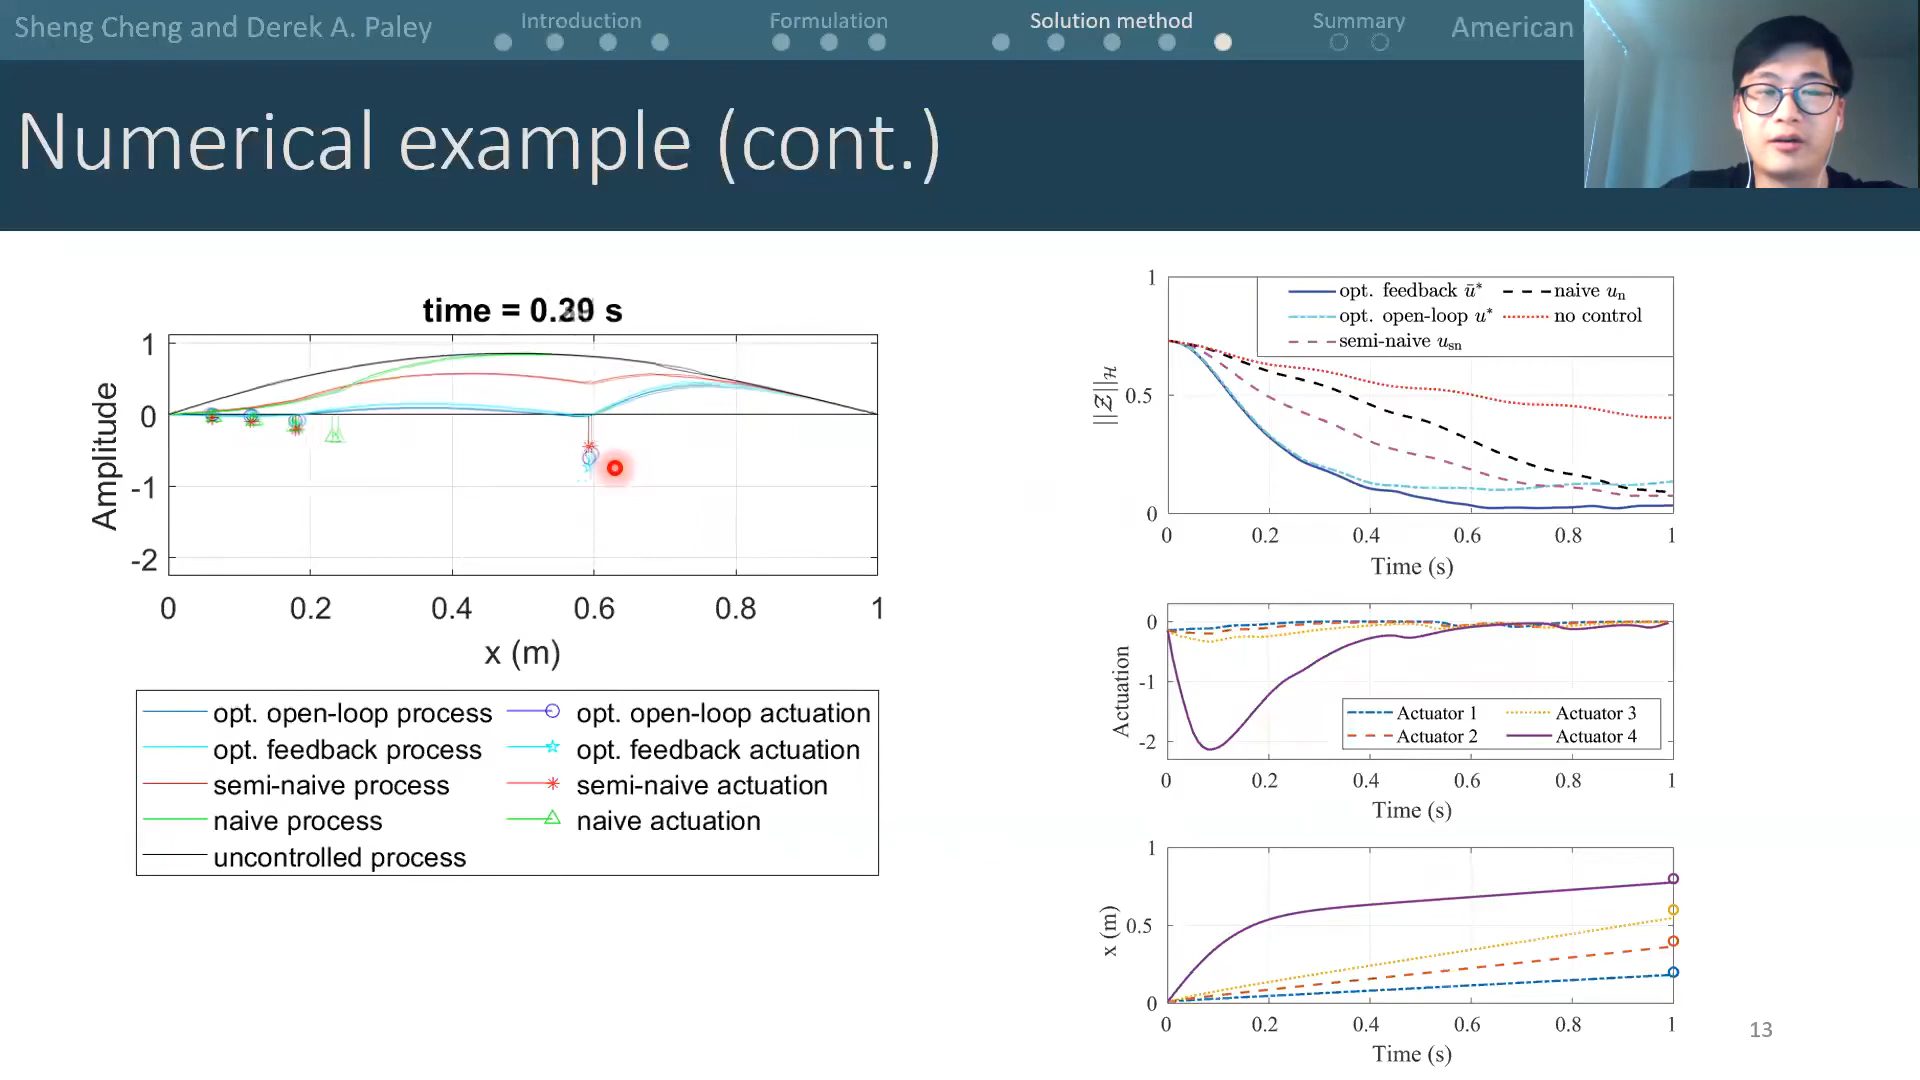 Sheng Cheng and Derek A. Paley
Introduction
Formulation
Solution method
Summary
American
Numerical example (cont.)
time = 0.39 s
1
0
-1
-2
Amplitude
0 0.2 0.4 0.6 0.8 1
x (m)
opt. open-loop process
opt. feedback process
semi-naive process
naive process
uncontrolled process
opt. open-loop actuation
opt. feedback actuation
semi-naive actuation
naive actuation
1
0.5
0
||Z||ℋ
opt. feedback ū*
opt. open-loop u*
semi-naive uₛₙ
naive uₙ
no control
0 0.2 0.4 0.6 0.8 1
Time (s)
0
-1
-2
Actuation
Actuator 1
Actuator 2
Actuator 3
Actuator 4
0 0.2 0.4 0.6 0.8 1
Time (s)
1
0.5
0
x (m)
0 0.2 0.4 0.6 0.8 1
Time (s)
13